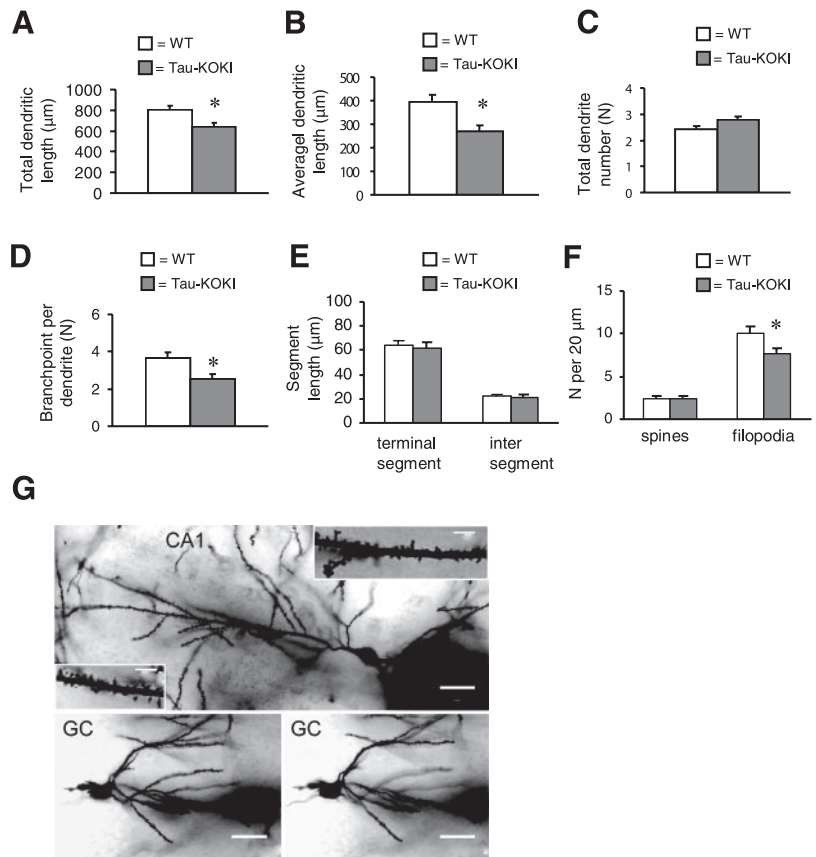 A
= WT
= Tau-KOKI
Total dendritic
length (µm)
1000
800
600
400
200
0
*
B
= WT
= Tau-KOKI
Averagel dendritic
length (µm)
500
400
300
200
100
0
*
C
= WT
= Tau-KOKI
Total dendrite
number (N)
4
3
2
1
0
D
= WT
= Tau-KOKI
Branchpoint per
dendrite (N)
6
4
2
0
*
E
= WT
= Tau-KOKI
Segment
length (µm)
100
80
60
40
20
0
terminal
segment
inter
segment
F
= WT
= Tau-KOKI
N per 20 µm
15
10
5
0
*
spines
filopodia
G
CA1
GC
GC